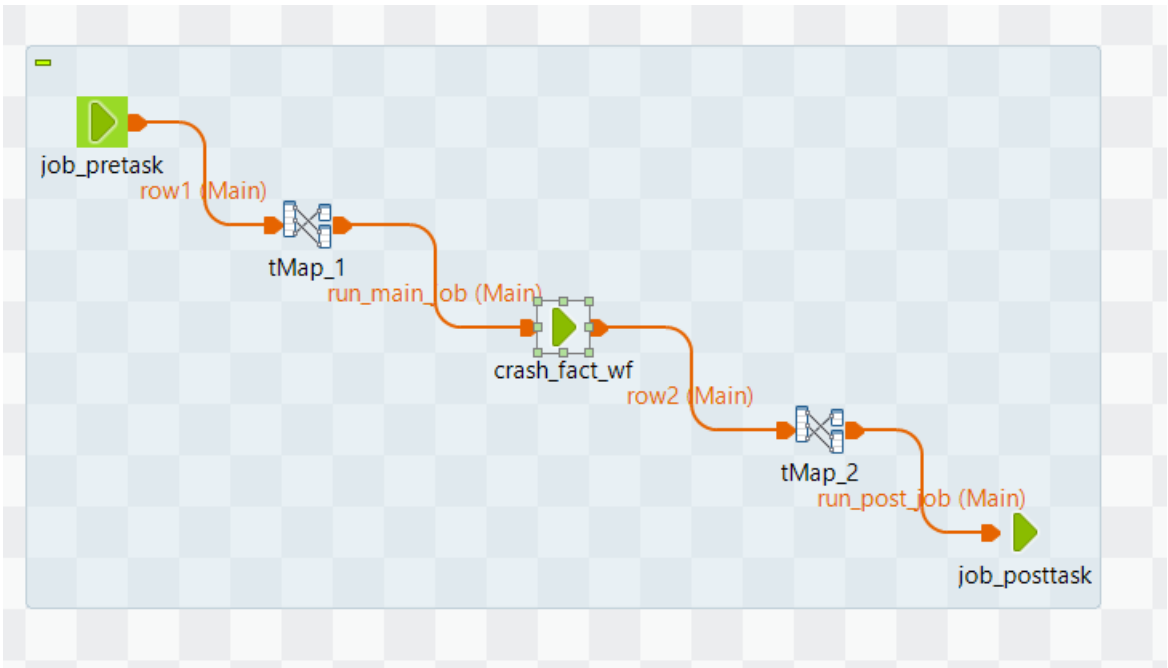 job_pretask
row1 (Main)
tMap_1
run_main_job (Main)
crash_fact_wf
row2 (Main)
tMap_2
run_post_job (Main)
job_posttask